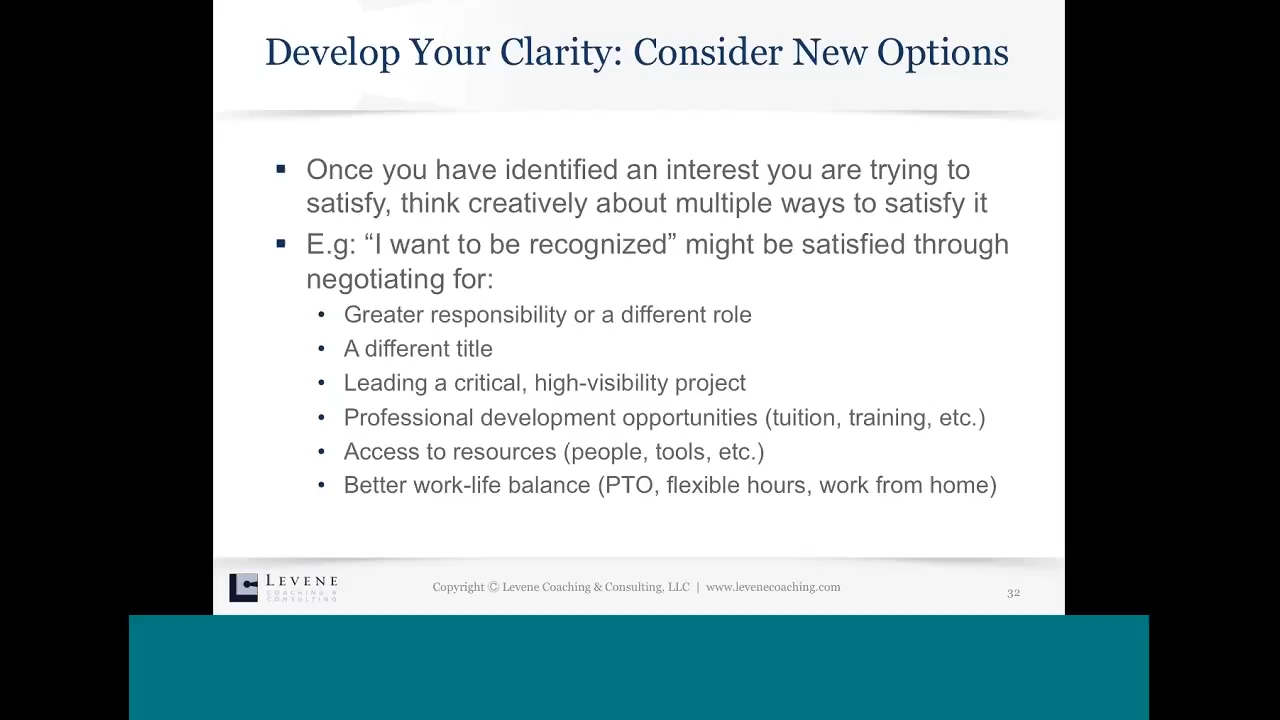 Develop Your Clarity: Consider New Options
▪ Once you have identified an interest you are trying to
satisfy, think creatively about multiple ways to satisfy it
▪ E.g: “I want to be recognized” might be satisfied through
negotiating for:
• Greater responsibility or a different role
• A different title
• Leading a critical, high-visibility project
• Professional development opportunities (tuition, training, etc.)
• Access to resources (people, tools, etc.)
• Better work-life balance (PTO, flexible hours, work from home)
LEVENE
COACHING &
CONSULTING
Copyright © Levene Coaching & Consulting, LLC | www.levenecoaching.com
32